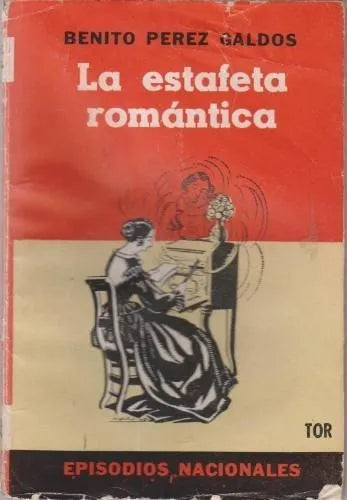 BENITO PEREZ GALDOS
La estafeta
romántica
TOR
EPISODIOS NACIONALES